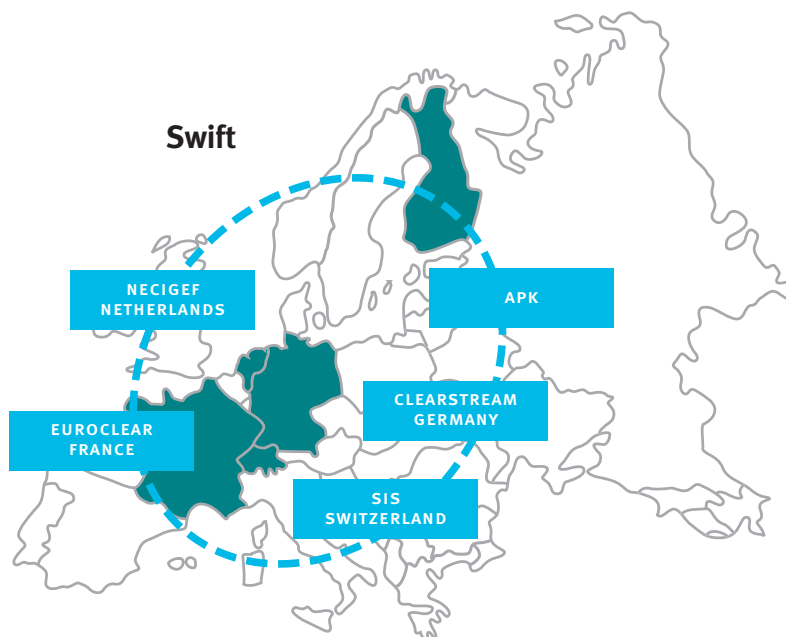 Swift
NECIGEF
NETHERLANDS
APK
CLEARSTREAM
GERMANY
EUROCLEAR
FRANCE
SIS
SWITZERLAND